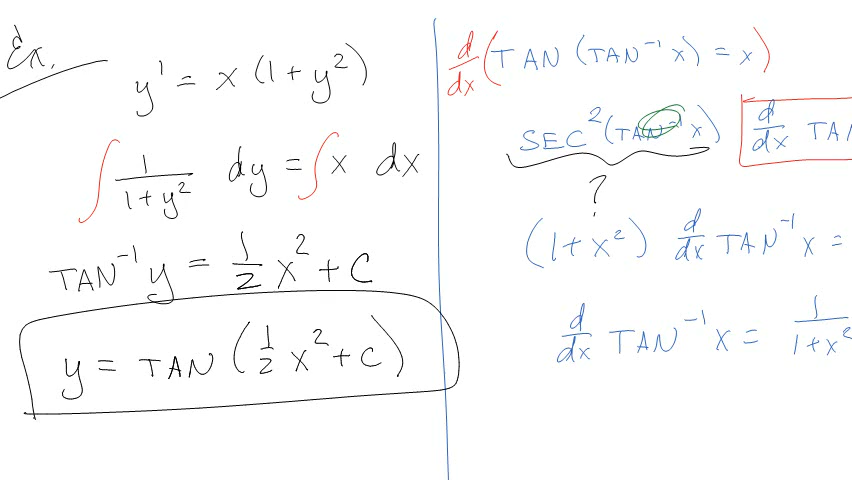 Ex.
y' = x (1 + y²)
∫ 1/(1+y²) dy = ∫ x dx
TAN⁻¹ y = 1/2 x² + C
y = TAN (1/2 x² + C)
d/dx (TAN (TAN⁻¹ x) = x)
SEC² (TAN⁻¹ x) d/dx TA
?
(1 + x²) d/dx TAN⁻¹ x =
d/dx TAN⁻¹ x = 1/(1+x²